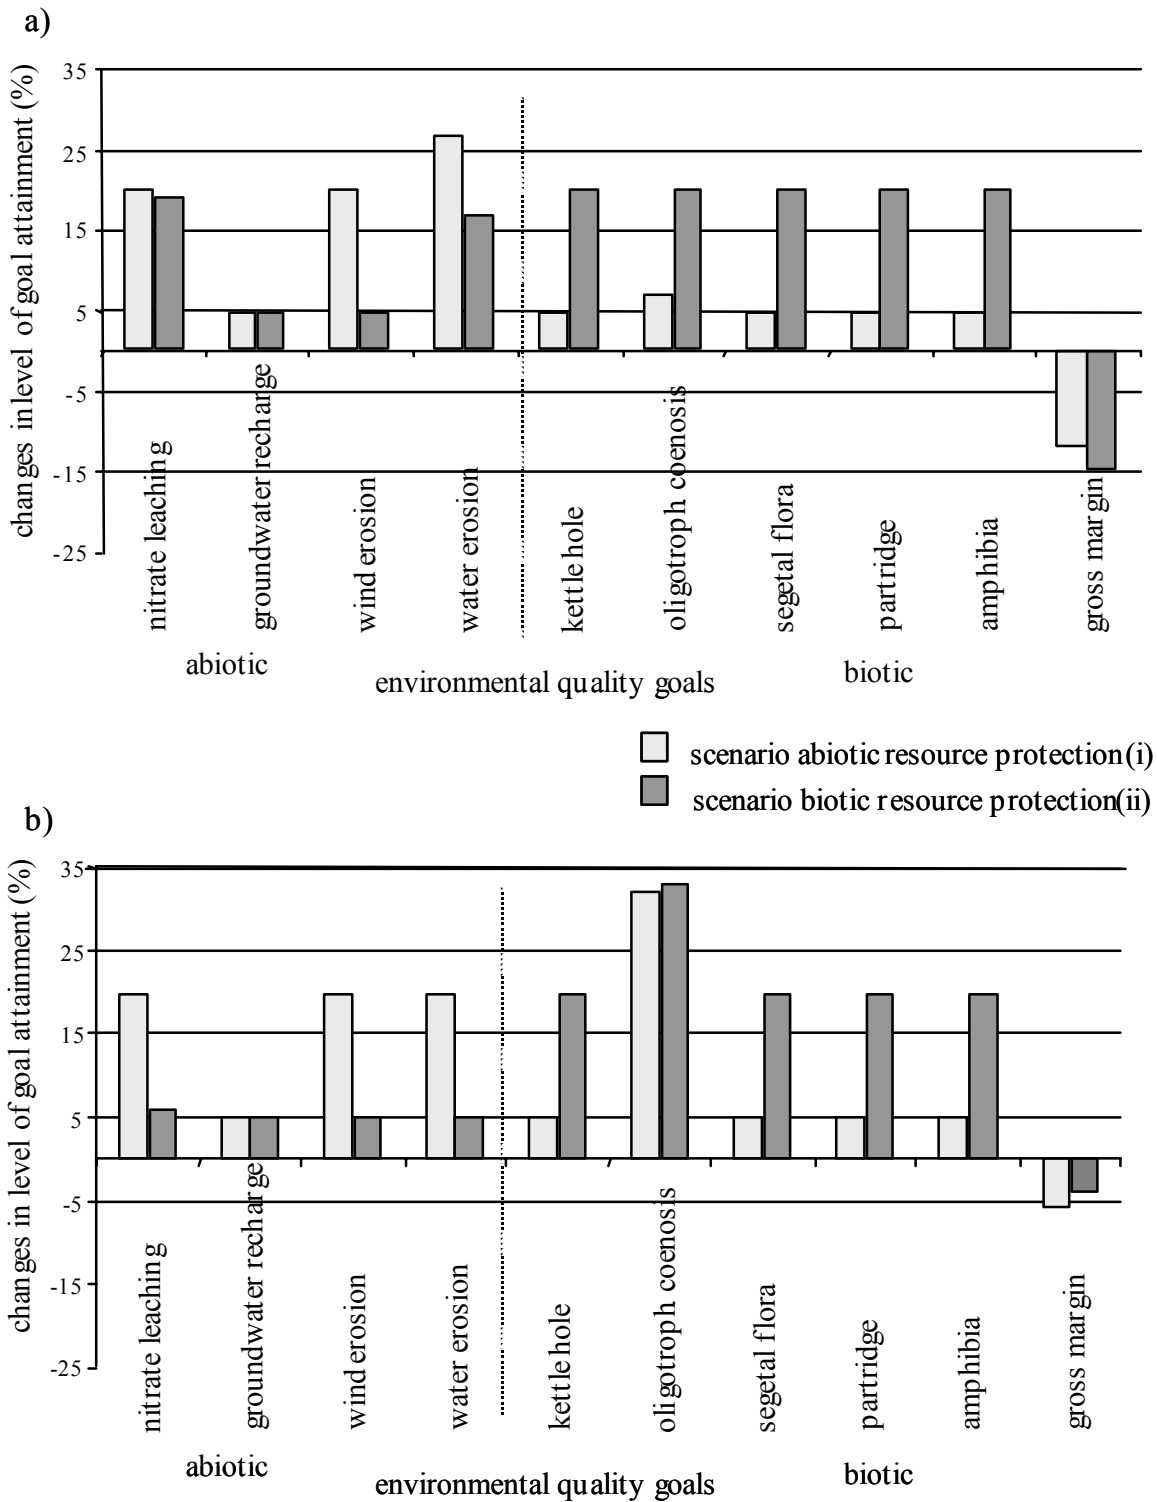 a)
changes in level of goal attainment (%)
35
25
15
5
-5
-15
-25
nitrate leaching
groundwater recharge
wind erosion
water erosion
kettle hole
oligotroph coenosis
segetal flora
partridge
amphibia
gross margin
abiotic
environmental quality goals
biotic
scenario abiotic resource protection (i)
scenario biotic resource protection (ii)
b)
changes in level of goal attainment (%)
35
25
15
5
-5
-15
-25
nitrate leaching
groundwater recharge
wind erosion
water erosion
kettle hole
oligotroph coenosis
segetal flora
partridge
amphibia
gross margin
abiotic
environmental quality goals
biotic